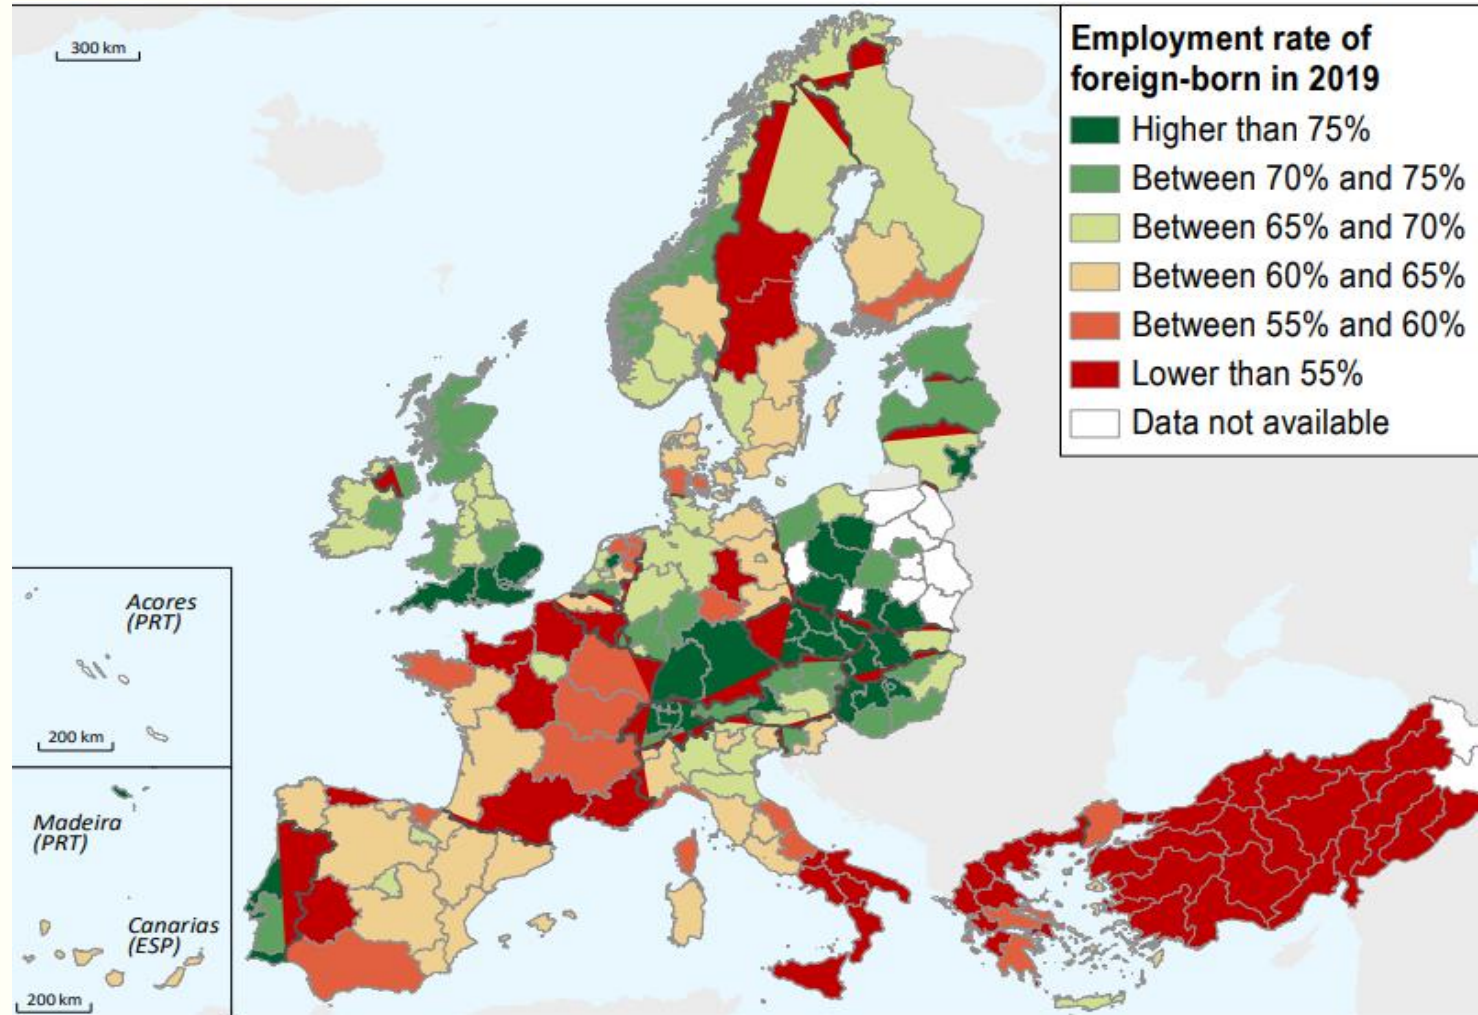 300 km
Employment rate of
foreign-born in 2019
Higher than 75%
Between 70% and 75%
Between 65% and 70%
Between 60% and 65%
Between 55% and 60%
Lower than 55%
Data not available
Acores
(PRT)
200 km
Madeira
(PRT)
Canarias
(ESP)
200 km